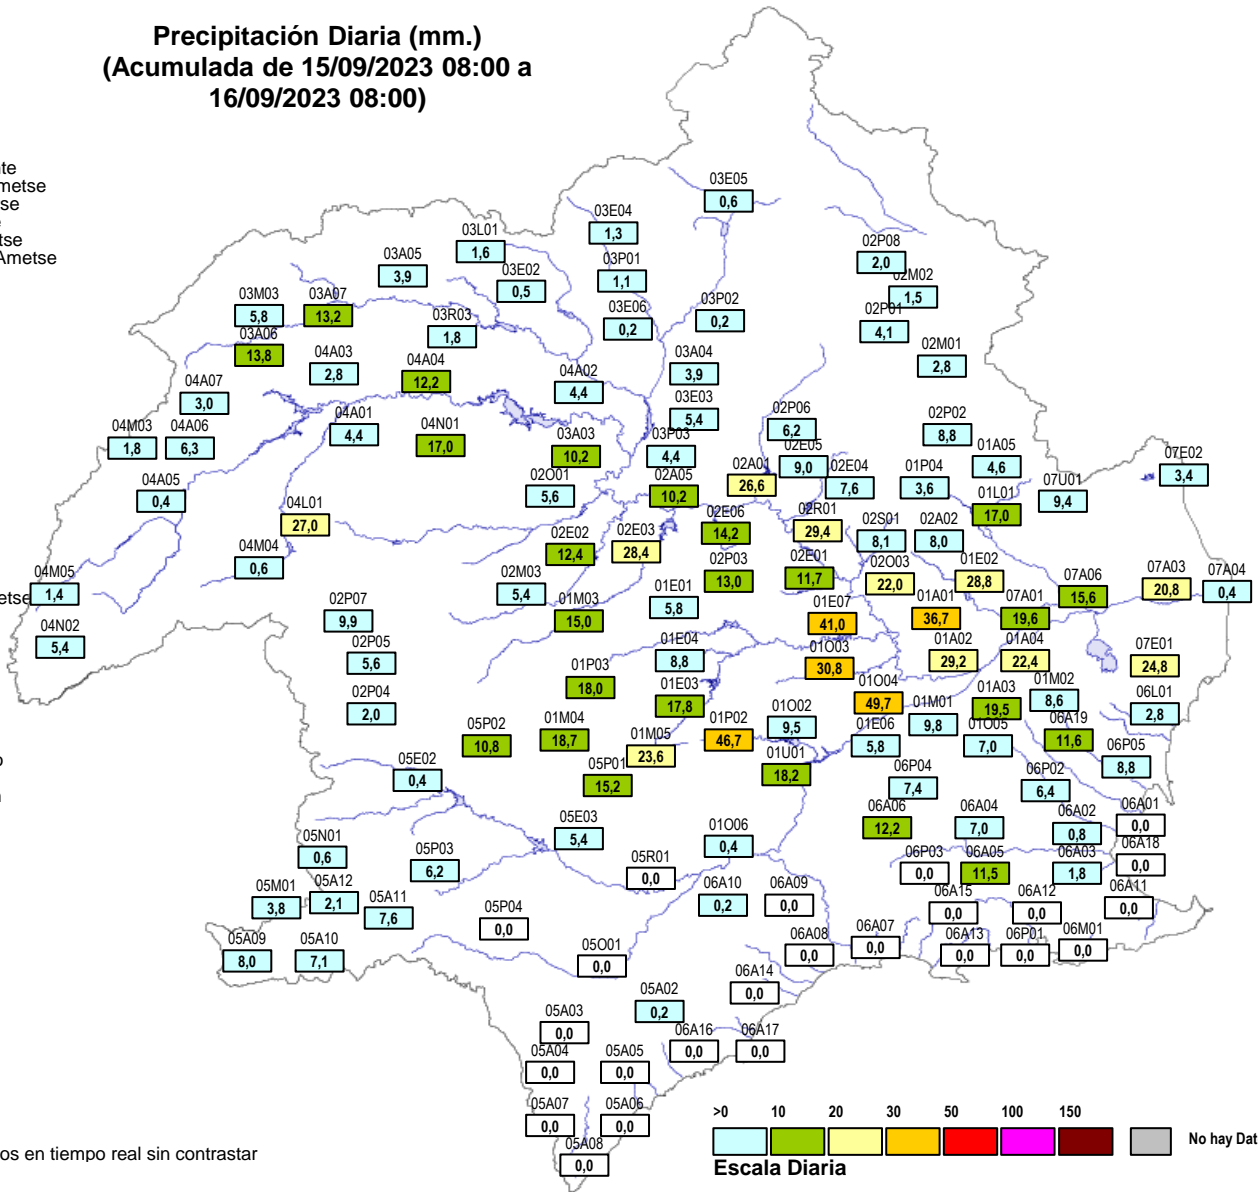 Precipitación Diaria (mm.)
(Acumulada de 15/09/2023 08:00 a
16/09/2023 08:00)
03E05
0,6
03E04
1,3
03L01
1,6
03A05
3,9
03E02
0,5
03P01
1,1
02P08
2,0
02M02
1,5
03M03
5,8
03A07
13,2
03R03
1,8
03E06
0,2
03P02
0,2
02P01
4,1
03A06
13,8
04A03
2,8
04A04
12,2
04A02
4,4
03A04
3,9
02M01
2,8
04A07
3,0
03E03
5,4
04M03
1,8
04A06
6,3
04A01
4,4
04N01
17,0
03A03
10,2
03P03
4,4
02P06
6,2
02E05
9,0
02P02
8,8
01A05
4,6
07E02
3,4
04A05
0,4
02O01
5,6
02A05
10,2
02A01
26,6
02E04
7,6
01P04
3,6
07U01
9,4
04L01
27,0
01L01
17,0
02E06
14,2
02R01
29,4
02S01
8,1
02A02
8,0
04M04
0,6
02E02
12,4
02E03
28,4
02P03
13,0
02E01
11,7
02O03
22,0
01E02
28,8
04M05
1,4
02M03
5,4
07A06
15,6
07A03
20,8
07A04
0,4
02P07
9,9
01M03
15,0
01E01
5,8
01E07
41,0
01A01
36,7
07A01
19,6
04N02
5,4
02P05
5,6
01E04
8,8
01O03
30,8
01A02
29,2
01A04
22,4
07E01
24,8
01P03
18,0
01E03
17,8
02P04
2,0
01O04
49,7
01A03
19,5
01M02
8,6
06L01
2,8
05P02
10,8
01M04
18,7
01M05
23,6
01P02
46,7
01O02
9,5
01E06
5,8
01M01
9,8
01O05
7,0
06A19
11,6
05E02
0,4
05P01
15,2
01U01
18,2
06P04
7,4
06P02
6,4
06P05
8,8
05E03
5,4
06A06
12,2
06A04
7,0
06A02
0,8
06A01
0,0
05N01
0,6
05P03
6,2
01O06
0,4
05R01
0,0
06P03
0,0
06A05
11,5
06A03
1,8
06A18
0,0
05M01
3,8
05A12
2,1
05A11
7,6
06A10
0,2
06A09
0,0
06A15
0,0
06A12
0,0
06A11
0,0
05P04
0,0
05A09
8,0
05A10
7,1
05O01
0,0
06A08
0,0
06A07
0,0
06A13
0,0
06P01
0,0
06M01
0,0
06A14
0,0
05A02
0,2
05A03
0,0
06A16
0,0
06A17
0,0
05A04
0,0
05A05
0,0
05A07
0,0
05A06
0,0
05A08
0,0
>0 10 20 30 50 100 150
No hay Dat
Escala Diaria
os en tiempo real sin contrastar